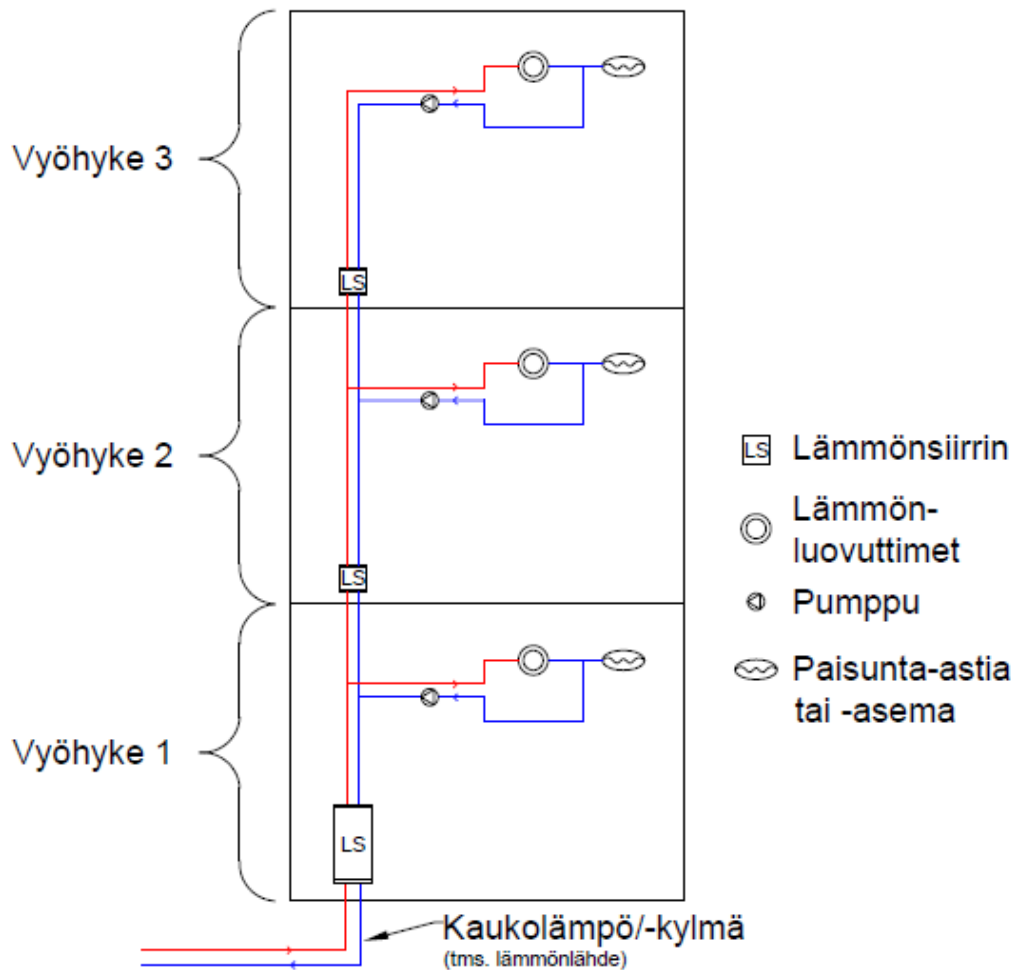 Vyöhyke 3
LS
Vyöhyke 2
LS
Vyöhyke 1
LS
Kaukolämpö/-kylmä
(tms. lämmönlähde)
LS Lämmönsiirrin
Lämmön-
luovuttimet
Pumppu
Paisunta-astia
tai -asema